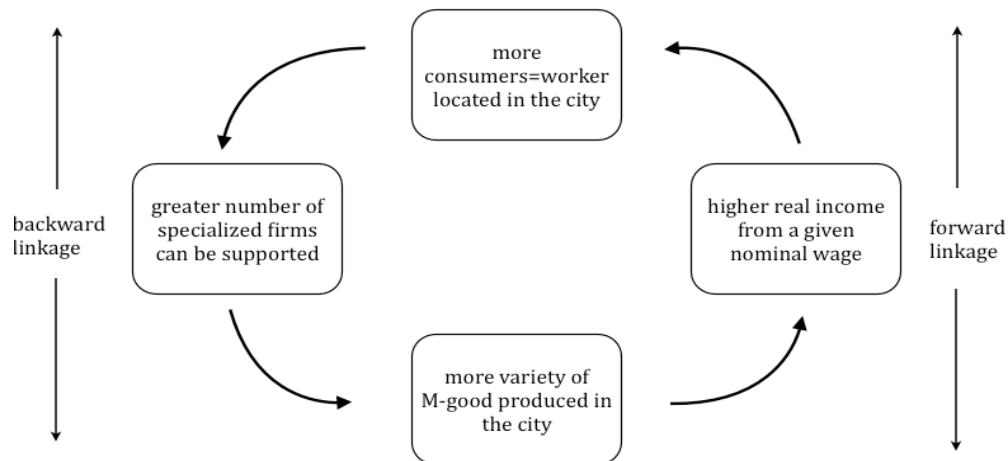 more
consumers=worker
located in the city
backward
linkage
greater number of
specialized firms
can be supported
higher real income
from a given
nominal wage
forward
linkage
more variety of
M-good produced in
the city